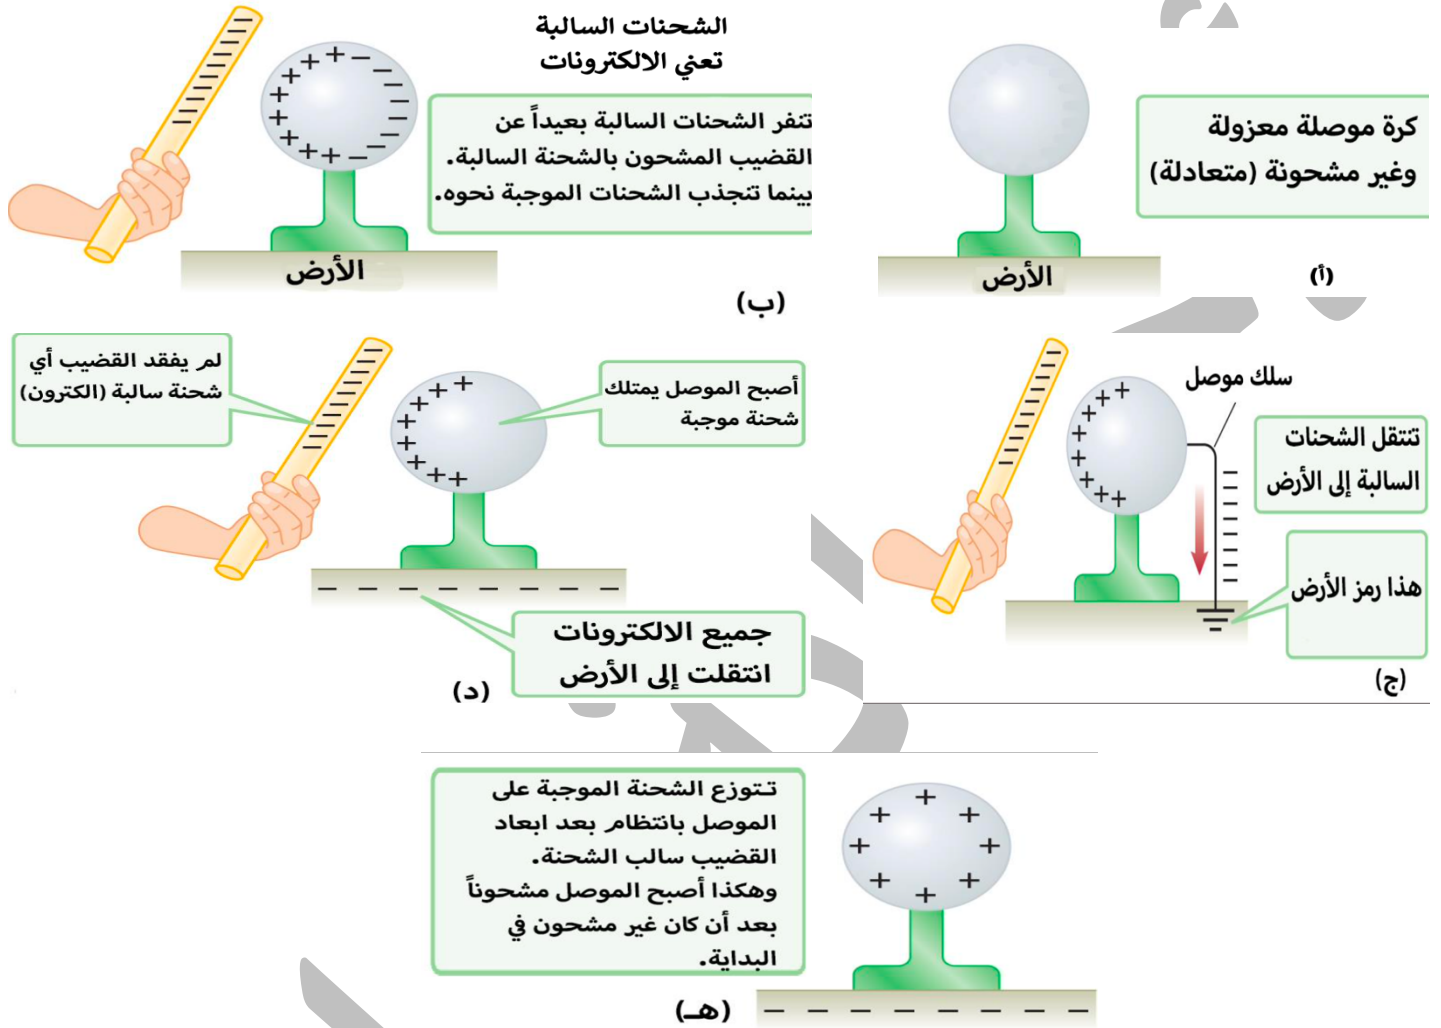 كرة موصلة معزولة
وغير مشحونة (متعادلة)
الأرض
(أ)
الشحنات السالبة
تعني الالكترونات
تنفر الشحنات السالبة بعيداً عن
القضيب المشحون بالشحنة السالبة.
بينما تنجذب الشحنات الموجبة نحوه.
الأرض
(ب)
سلك موصل
تنتقل الشحنات
السالبة إلى الأرض
هذا رمز الأرض
(ج)
لم يفقد القضيب أي
شحنة سالبة (الكترون)
أصبح الموصل يمتلك
شحنة موجبة
جميع الالكترونات
انتقلت إلى الأرض
(د)
تتوزع الشحنة الموجبة على
الموصل بانتظام بعد ابعاد
القضيب سالب الشحنة.
وهكذا أصبح الموصل مشحوناً
بعد أن كان غير مشحون في
البداية.
(هـ)